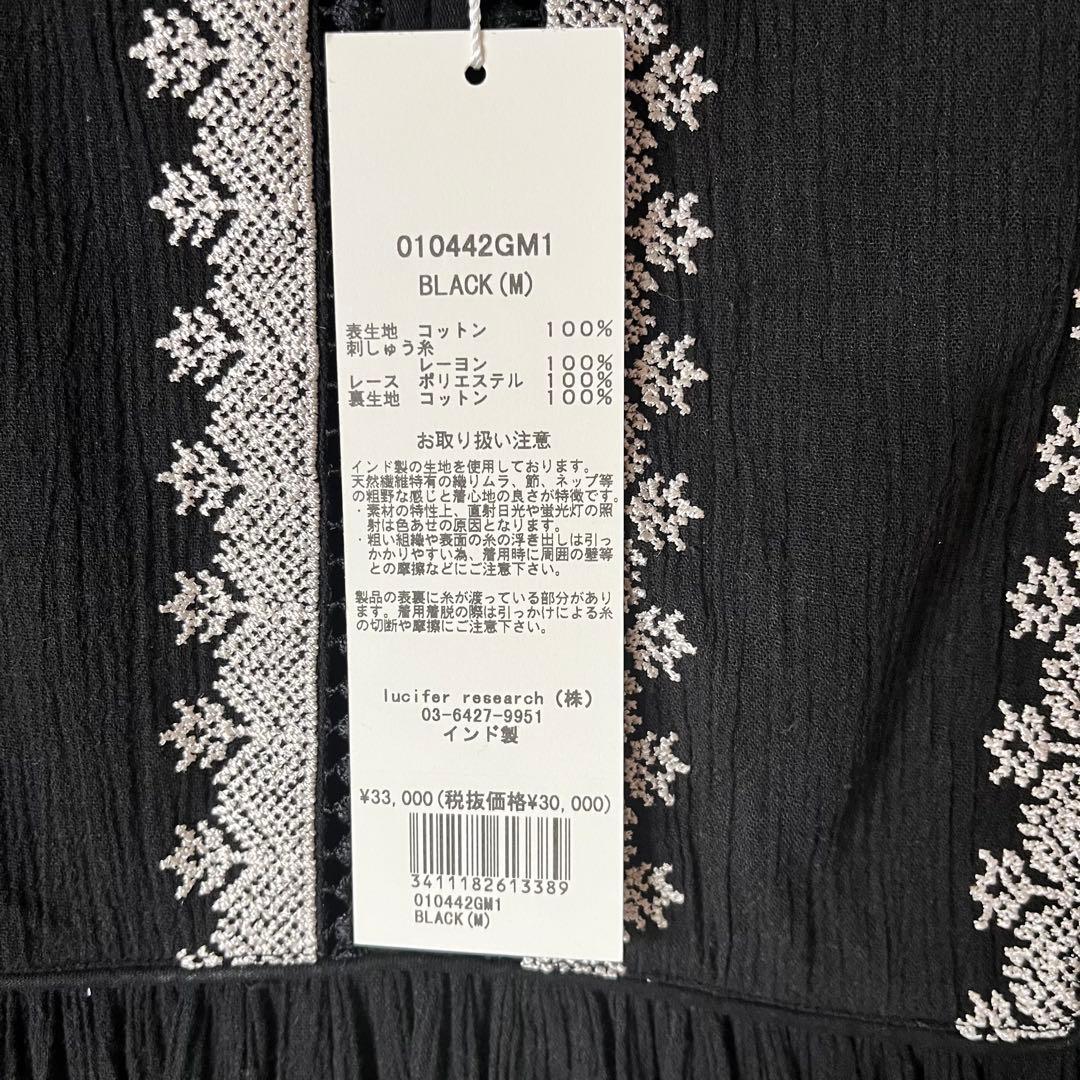 010442GM1
BLACK(M)
表生地 コットン 100%
刺しゅう糸
レーヨン 100%
レース ポリエステル 100%
裏生地 コットン 100%
お取り扱い注意
インド製の生地を使用しております。
天然繊維特有の織りムラ、節、ネップ等
の粗野な感じと着心地の良さが特徴です。
・素材の特性上、直射日光や蛍光灯の照
射は色あせの原因となります。
・粗い組織や表面の糸の浮き出しは引っ
かかりやすい為、着用時に周囲の壁等
との摩擦などにご注意下さい。
製品の表裏に糸が渡っている部分があり
ます。着用着脱の際は引っかけによる糸
の切断や摩擦にご注意下さい。
lucifer research (株)
03-6427-9951
インド製
¥33,000(税抜価格¥30,000)
3411182613389
010442GM1
BLACK(M)